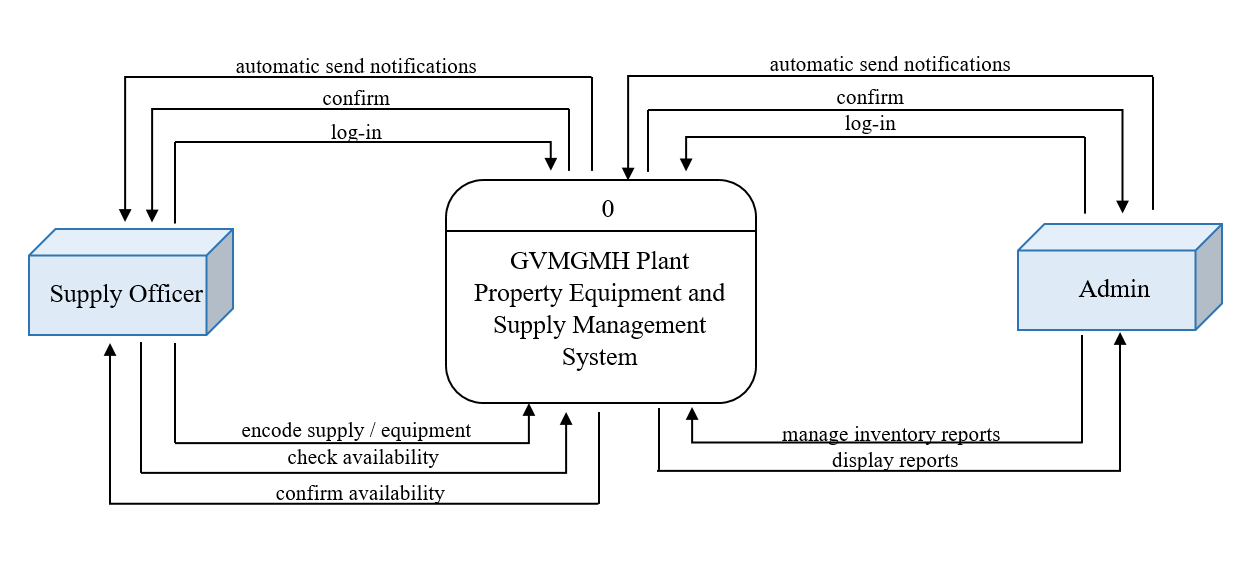 automatic send notifications
confirm
log-in
automatic send notifications
confirm
log-in
0
GVMGMH Plant
Property Equipment and
Supply Management
System
Supply Officer
Admin
encode supply / equipment
check availability
confirm availability
manage inventory reports
display reports